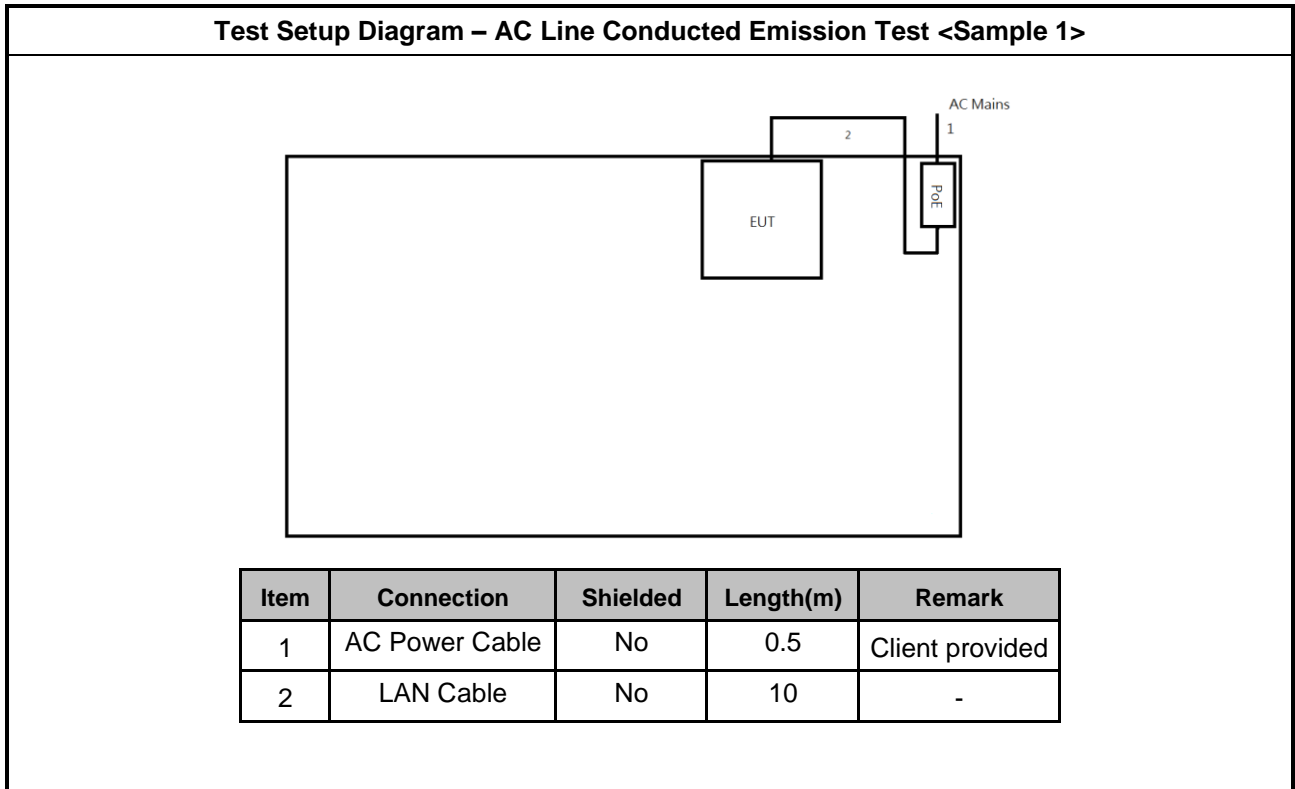 Test Setup Diagram – AC Line Conducted Emission Test <Sample 1>
AC Mains
1
2
PoE
EUT
Item Connection Shielded Length(m) Remark
1 AC Power Cable No 0.5 Client provided
2 LAN Cable No 10 -